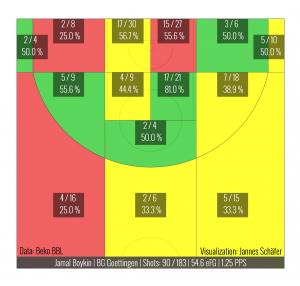 2 / 8 17 / 30 15 / 27 3 / 6
25.0 % 56.7 % 55.6 % 50.0 %
2 / 4 5 / 10
50.0 % 50.0 %
5 / 9 4 / 9 17 / 21 7 / 18
55.6 % 44.4 % 81.0 % 38.9 %
2 / 4
50.0 %
4 / 16 2 / 6 5 / 15
25.0 % 33.3 % 33.3 %
Data: Beko BBL Visualization: Jannes Schäfer
Jamal Boykin | BG Goettingen | Shots: 90 / 183 | 54.6 eFG | 1.25 PPS